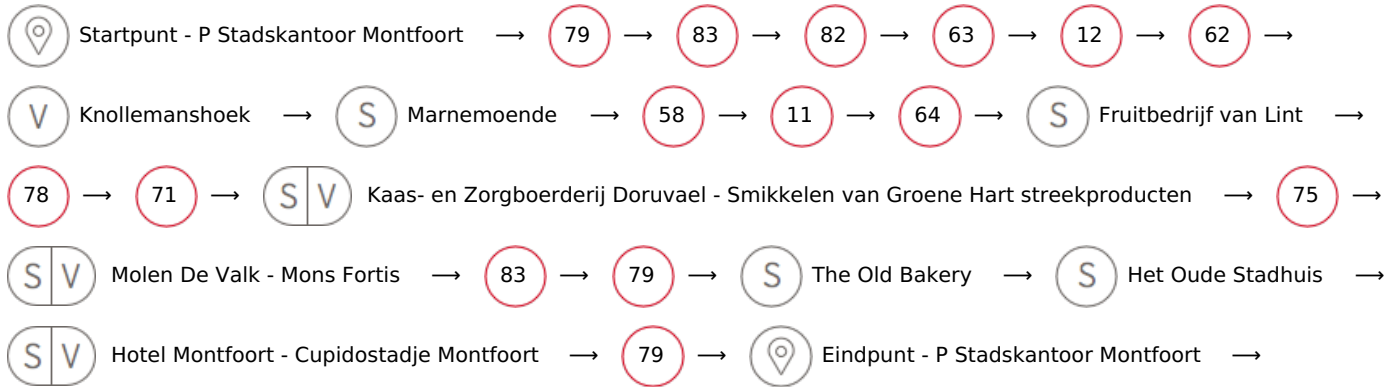 Startpunt - P Stadskantoor Montfoort → 79 → 83 → 82 → 63 → 12 → 62 →
V Knollemanshoek → S Marnemoende → 58 → 11 → 64 → S Fruitbedrijf van Lint →
78 → 71 → S V Kaas- en Zorgboerderij Doruvael - Smikkelen van Groene Hart streekproducten → 75 →
S V Molen De Valk - Mons Fortis → 83 → 79 → S The Old Bakery → S Het Oude Stadhuis →
S V Hotel Montfoort - Cupidostadje Montfoort → 79 → Eindpunt - P Stadskantoor Montfoort →